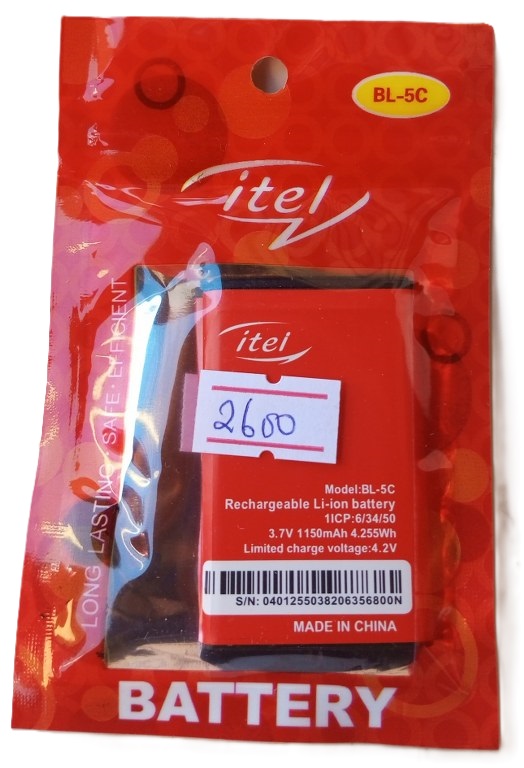 BL-5C
itel
LONG LASTING · SAFE · EFFICIENT
itel
2600
Model:BL-5C
Rechargeable Li-ion battery
1ICP:6/34/50
3.7V 1150mAh 4.255Wh
Limited charge voltage:4.2V
S/N: 0401255038206356800N
MADE IN CHINA
BATTERY